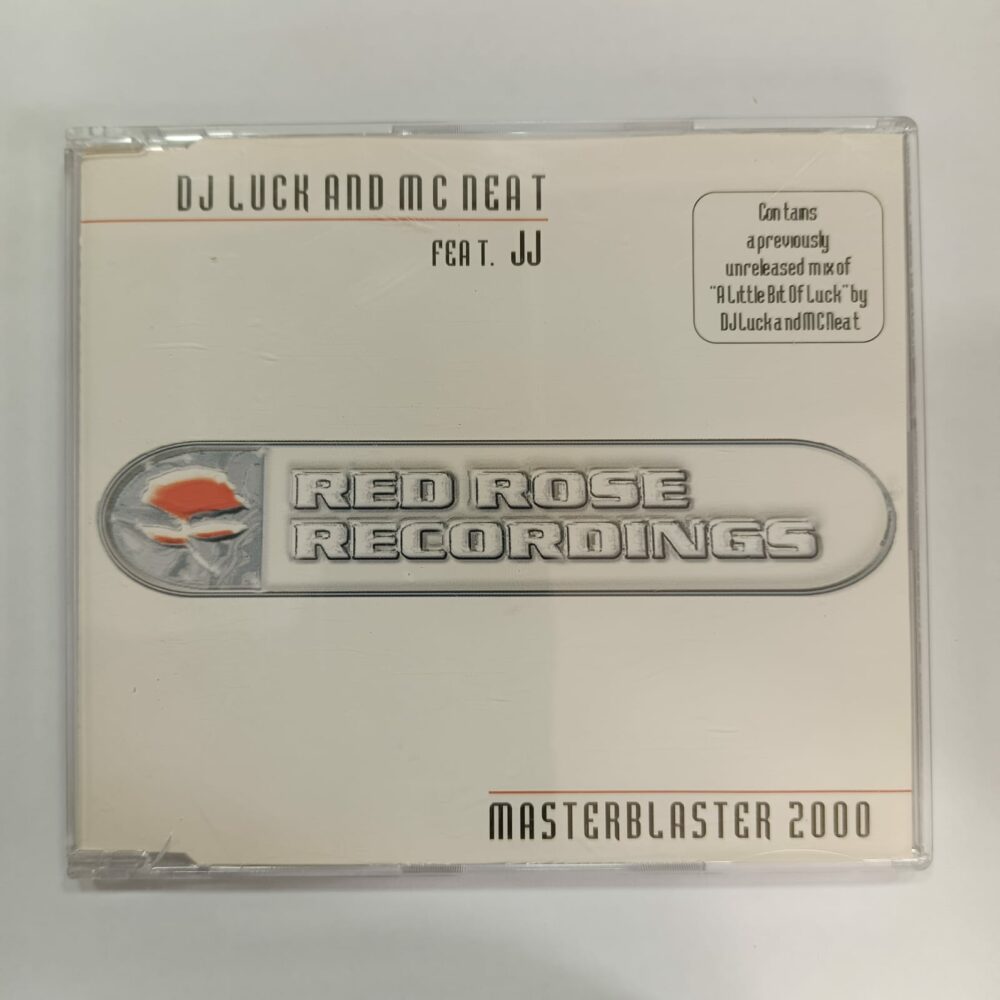 DJ LUCK AND MC NEAT
FEAT. JJ
Contains
a previously
unreleased mix of
"A Little Bit Of Luck" by
DJ Luck and MC Neat
RED ROSE
RECORDINGS
MASTERBLASTER 2000